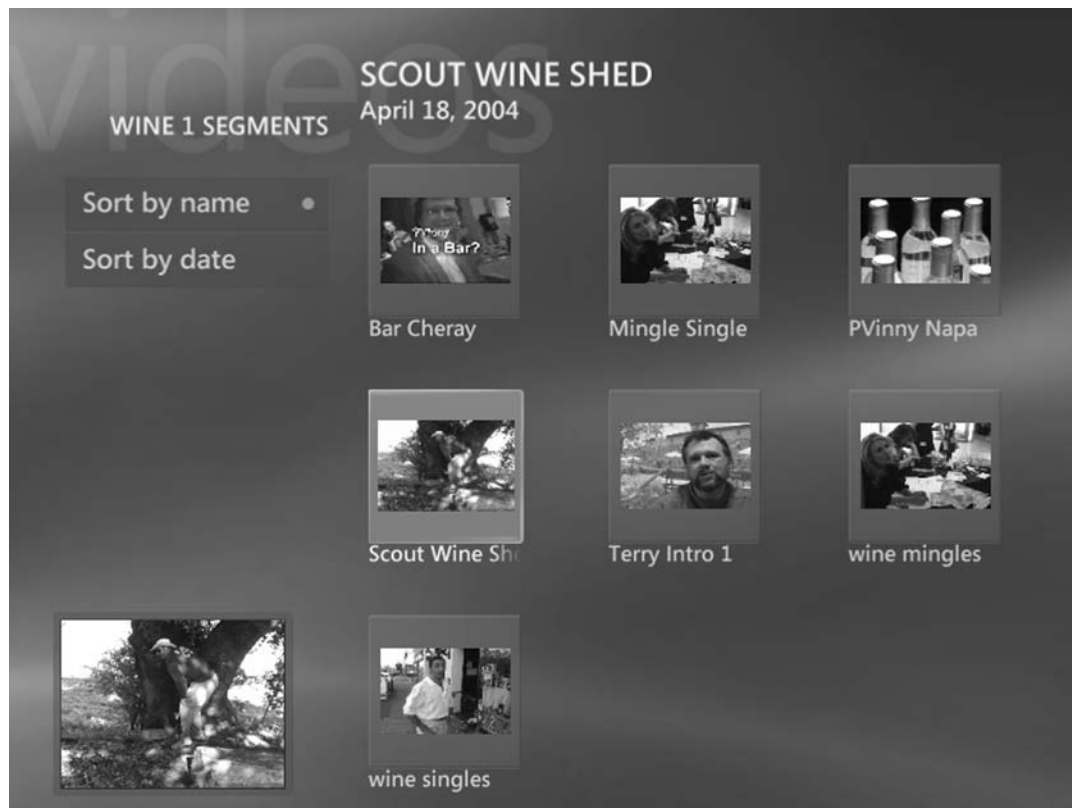 videos
SCOUT WINE SHED
April 18, 2004
WINE 1 SEGMENTS
Sort by name
Sort by date
In a Bar?
Bar Cheray
Mingle Single
PVinny Napa
Scout Wine Sh
Terry Intro 1
wine mingles
wine singles